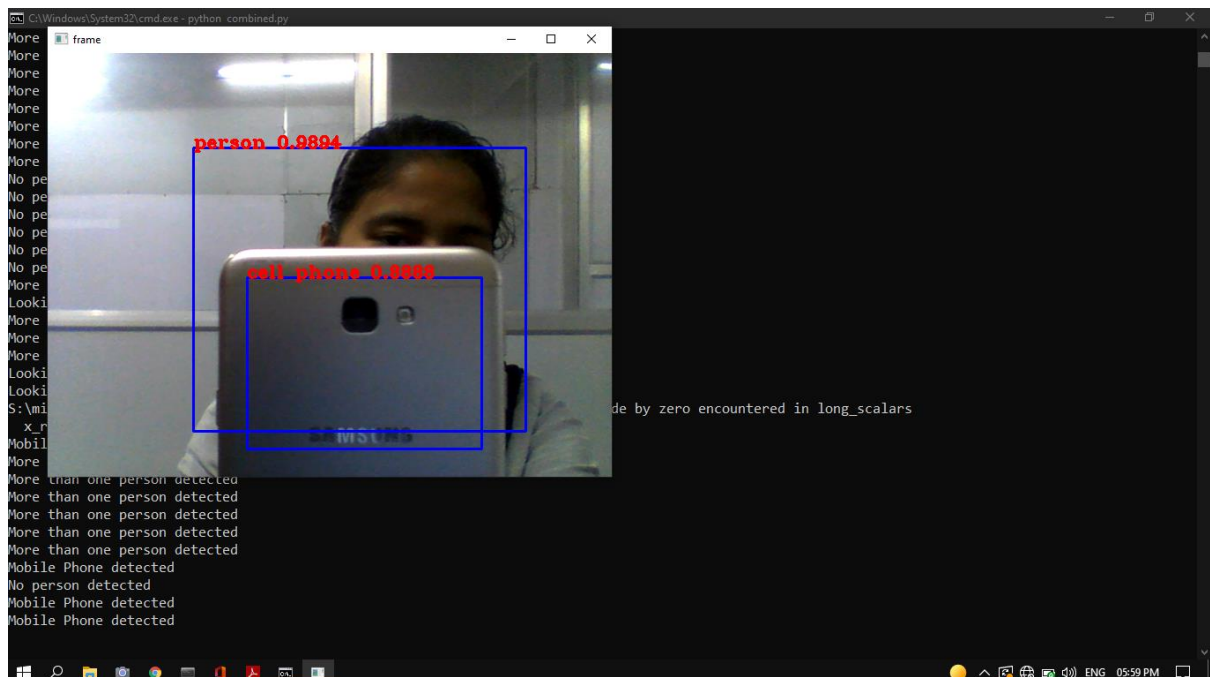 C:\Windows\System32\cmd.exe - python combined.py
frame
More
More
More
More
More
More
More
More
No pe
No pe
No pe
No pe
No pe
No pe
More
Looki
More
More
More
Looki
Looki
S:\mi de by zero encountered in long_scalars
x_r
Mobil
More
More than one person detected
More than one person detected
More than one person detected
More than one person detected
More than one person detected
Mobile Phone detected
No person detected
Mobile Phone detected
Mobile Phone detected
person 0.9894
cell phone
SAMSUNG
ENG 05:59 PM